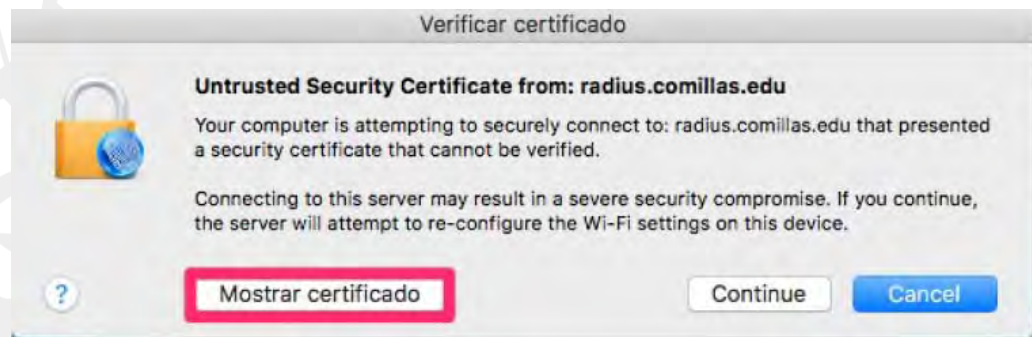 Verificar certificado
Untrusted Security Certificate from: radius.comillas.edu
Your computer is attempting to securely connect to: radius.comillas.edu that presented
a security certificate that cannot be verified.
Connecting to this server may result in a severe security compromise. If you continue,
the server will attempt to re-configure the Wi-Fi settings on this device.
?
Mostrar certificado
Continue
Cancel